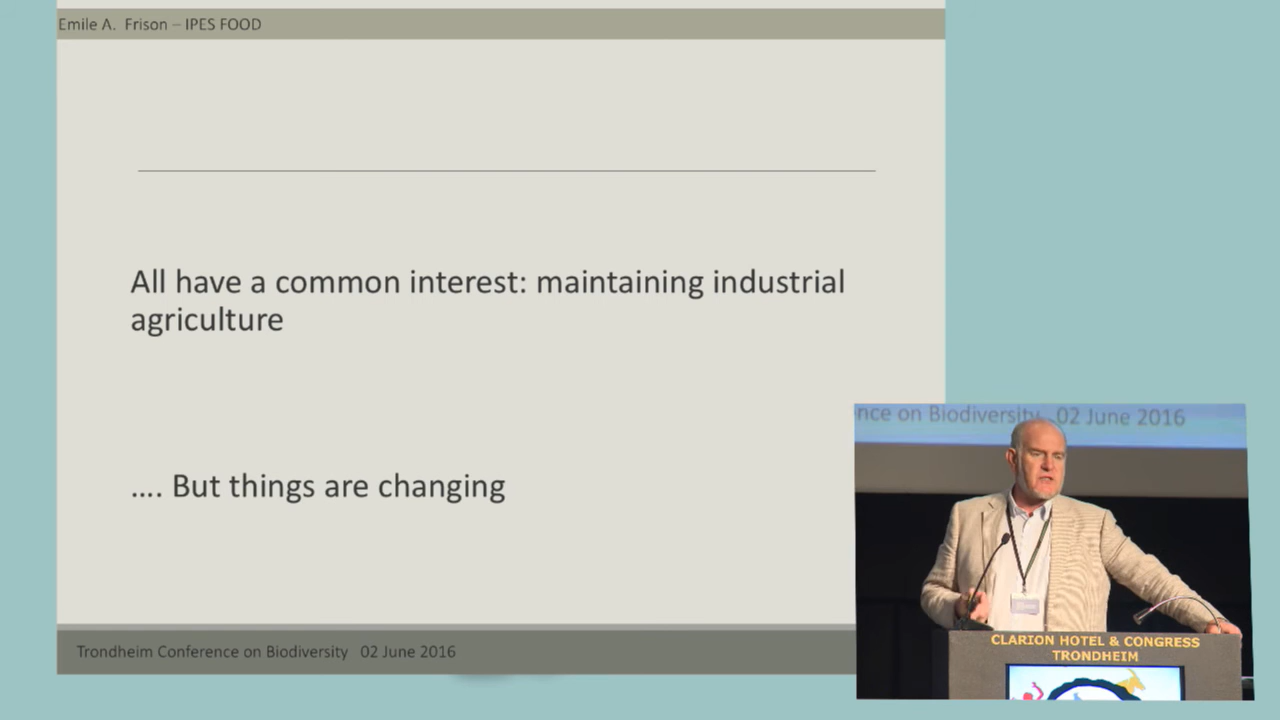 Emile A. Frison – IPES FOOD
All have a common interest: maintaining industrial
agriculture
.... But things are changing
Trondheim Conference on Biodiversity 02 June 2016
nce on Biodiversity 02 June 2016
CLARION HOTEL & CONGRESS
TRONDHEIM